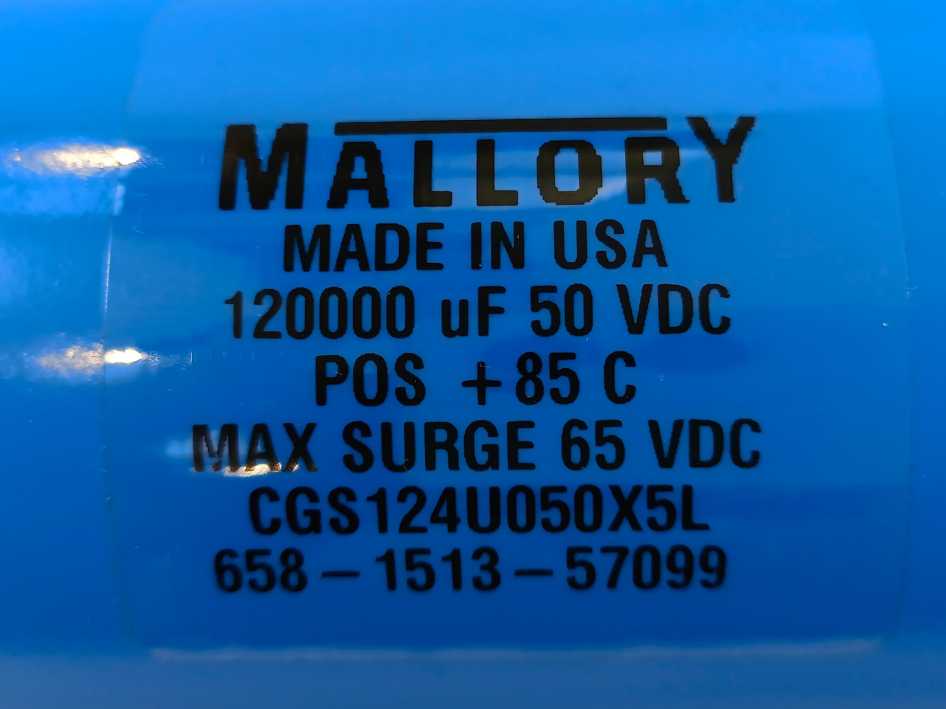 MALLORY
MADE IN USA
120000 uF 50 VDC
POS +85 C
MAX SURGE 65 VDC
CGS124U050X5L
658-1513-57099